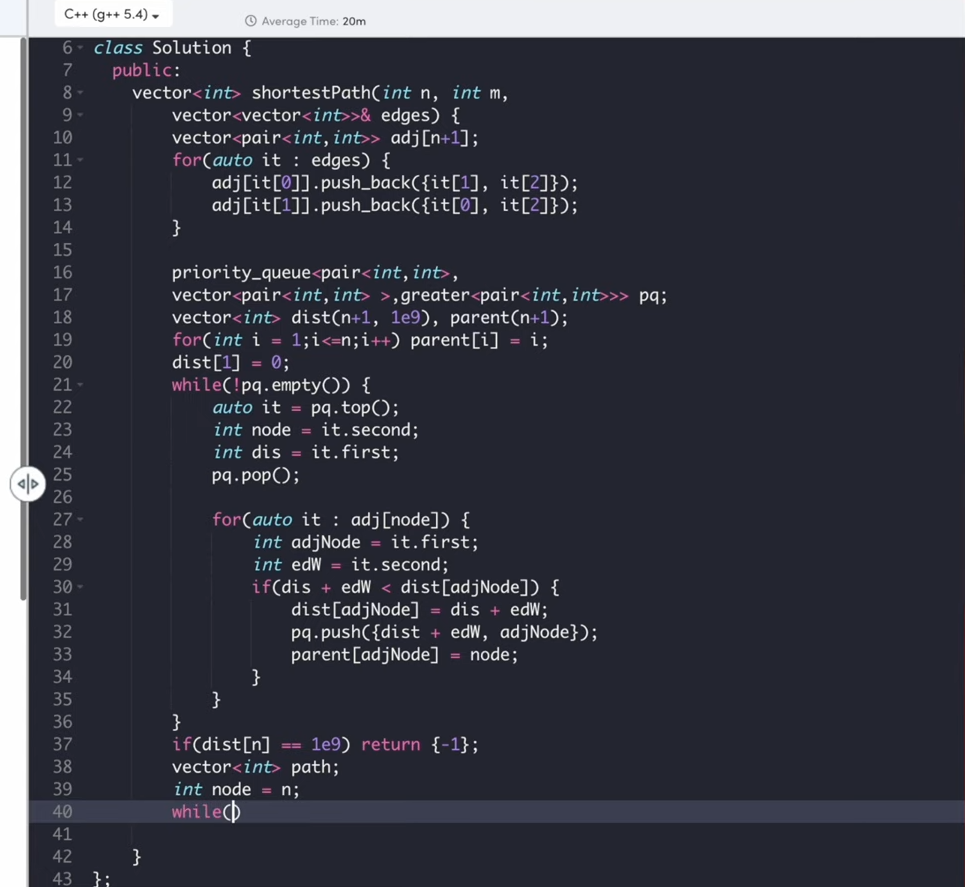 C++ (g++ 5.4)
Average Time: 20m
6 class Solution {
7 public:
8 vector<int> shortestPath(int n, int m,
9 vector<vector<int>>& edges) {
10 vector<pair<int,int>> adj[n+1];
11 for(auto it : edges) {
12 adj[it[0]].push_back({it[1], it[2]});
13 adj[it[1]].push_back({it[0], it[2]});
14 }
15
16 priority_queue<pair<int,int>,
17 vector<pair<int,int> >,greater<pair<int,int>>> pq;
18 vector<int> dist(n+1, 1e9), parent(n+1);
19 for(int i = 1;i<=n;i++) parent[i] = i;
20 dist[1] = 0;
21 while(!pq.empty()) {
22 auto it = pq.top();
23 int node = it.second;
24 int dis = it.first;
25 pq.pop();
26
27 for(auto it : adj[node]) {
28 int adjNode = it.first;
29 int edW = it.second;
30 if(dis + edW < dist[adjNode]) {
31 dist[adjNode] = dis + edW;
32 pq.push({dist + edW, adjNode});
33 parent[adjNode] = node;
34 }
35 }
36 }
37 if(dist[n] == 1e9) return {-1};
38 vector<int> path;
39 int node = n;
40 while()
41
42 }
43 };